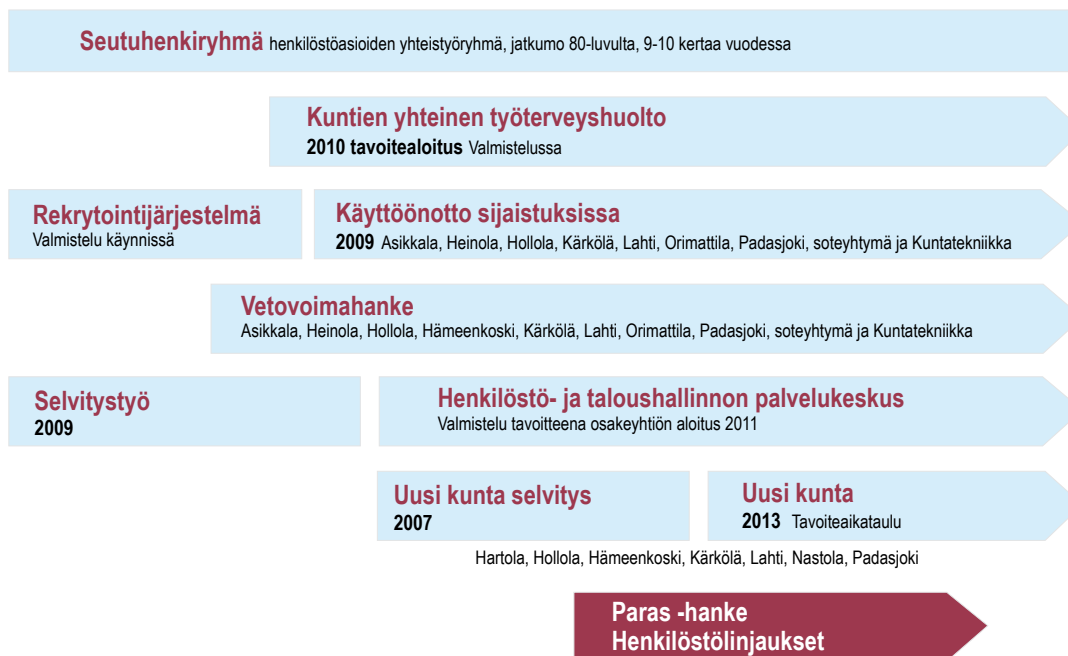 Seutuhenkiryhmä henkilöstöasioiden yhteistyöryhmä, jatkumo 80-luvulta, 9-10 kertaa vuodessa
Kuntien yhteinen työterveyshuolto
2010 tavoitealoitus Valmistelussa
Rekrytointijärjestelmä
Valmistelu käynnissä
Käyttöönotto sijaistuksissa
2009 Asikkala, Heinola, Hollola, Kärkölä, Lahti, Orimattila, Padasjoki, soteyhtymä ja Kuntatekniikka
Vetovoimahanke
Asikkala, Heinola, Hollola, Hämeenkoski, Kärkölä, Lahti, Orimattila, Padasjoki, soteyhtymä ja Kuntatekniikka
Selvitystyö
2009
Henkilöstö- ja taloushallinnon palvelukeskus
Valmistelu tavoitteena osakeyhtiön aloitus 2011
Uusi kunta selvitys
2007
Uusi kunta
2013 Tavoiteaikataulu
Hartola, Hollola, Hämeenkoski, Kärkölä, Lahti, Nastola, Padasjoki
Paras -hanke
Henkilöstölinjaukset